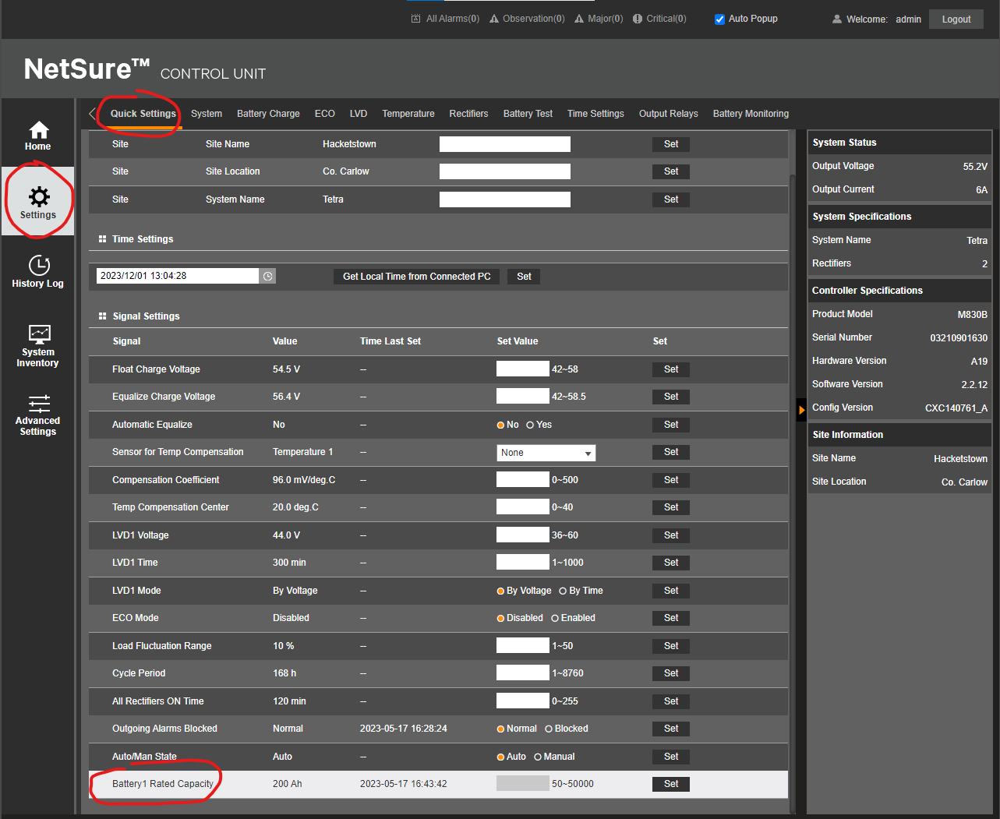 All Alarms(0) Observation(0) Major(0) Critical(0) Auto Popup Welcome: admin Logout
NetSure™ CONTROL UNIT
Quick Settings System Battery Charge ECO LVD Temperature Rectifiers Battery Test Time Settings Output Relays Battery Monitoring
Home
Settings
History Log
System
Inventory
Advanced
Settings
Site Site Name Hacketstown Set
Site Site Location Co. Carlow Set
Site System Name Tetra Set
Time Settings
2023/12/01 13:04:28 Get Local Time from Connected PC Set
Signal Settings
Signal Value Time Last Set Set Value Set
Float Charge Voltage 54.5 V -- 42~58 Set
Equalize Charge Voltage 56.4 V -- 42~58.5 Set
Automatic Equalize No -- No Yes Set
Sensor for Temp Compensation Temperature 1 -- None Set
Compensation Coefficient 96.0 mV/deg.C -- 0~500 Set
Temp Compensation Center 20.0 deg.C -- 0~40 Set
LVD1 Voltage 44.0 V -- 36~60 Set
LVD1 Time 300 min -- 1~1000 Set
LVD1 Mode By Voltage -- By Voltage By Time Set
ECO Mode Disabled -- Disabled Enabled Set
Load Fluctuation Range 10 % -- 1~50 Set
Cycle Period 168 h -- 1~8760 Set
All Rectifiers ON Time 120 min -- 0~255 Set
Outgoing Alarms Blocked Normal 2023-05-17 16:28:24 Normal Blocked Set
Auto/Man State Auto -- Auto Manual Set
Battery1 Rated Capacity 200 Ah 2023-05-17 16:43:42 50~50000 Set
System Status
Output Voltage 55.2V
Output Current 6A
System Specifications
System Name Tetra
Rectifiers 2
Controller Specifications
Product Model M830B
Serial Number 03210901630
Hardware Version A19
Software Version 2.2.12
Config Version CXC140761_A
Site Information
Site Name Hacketstown
Site Location Co. Carlow